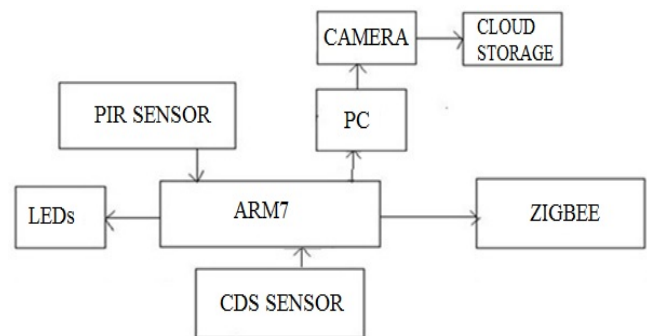 CAMERA
CLOUD
STORAGE
PIR SENSOR
PC
LEDs
ARM7
ZIGBEE
CDS SENSOR